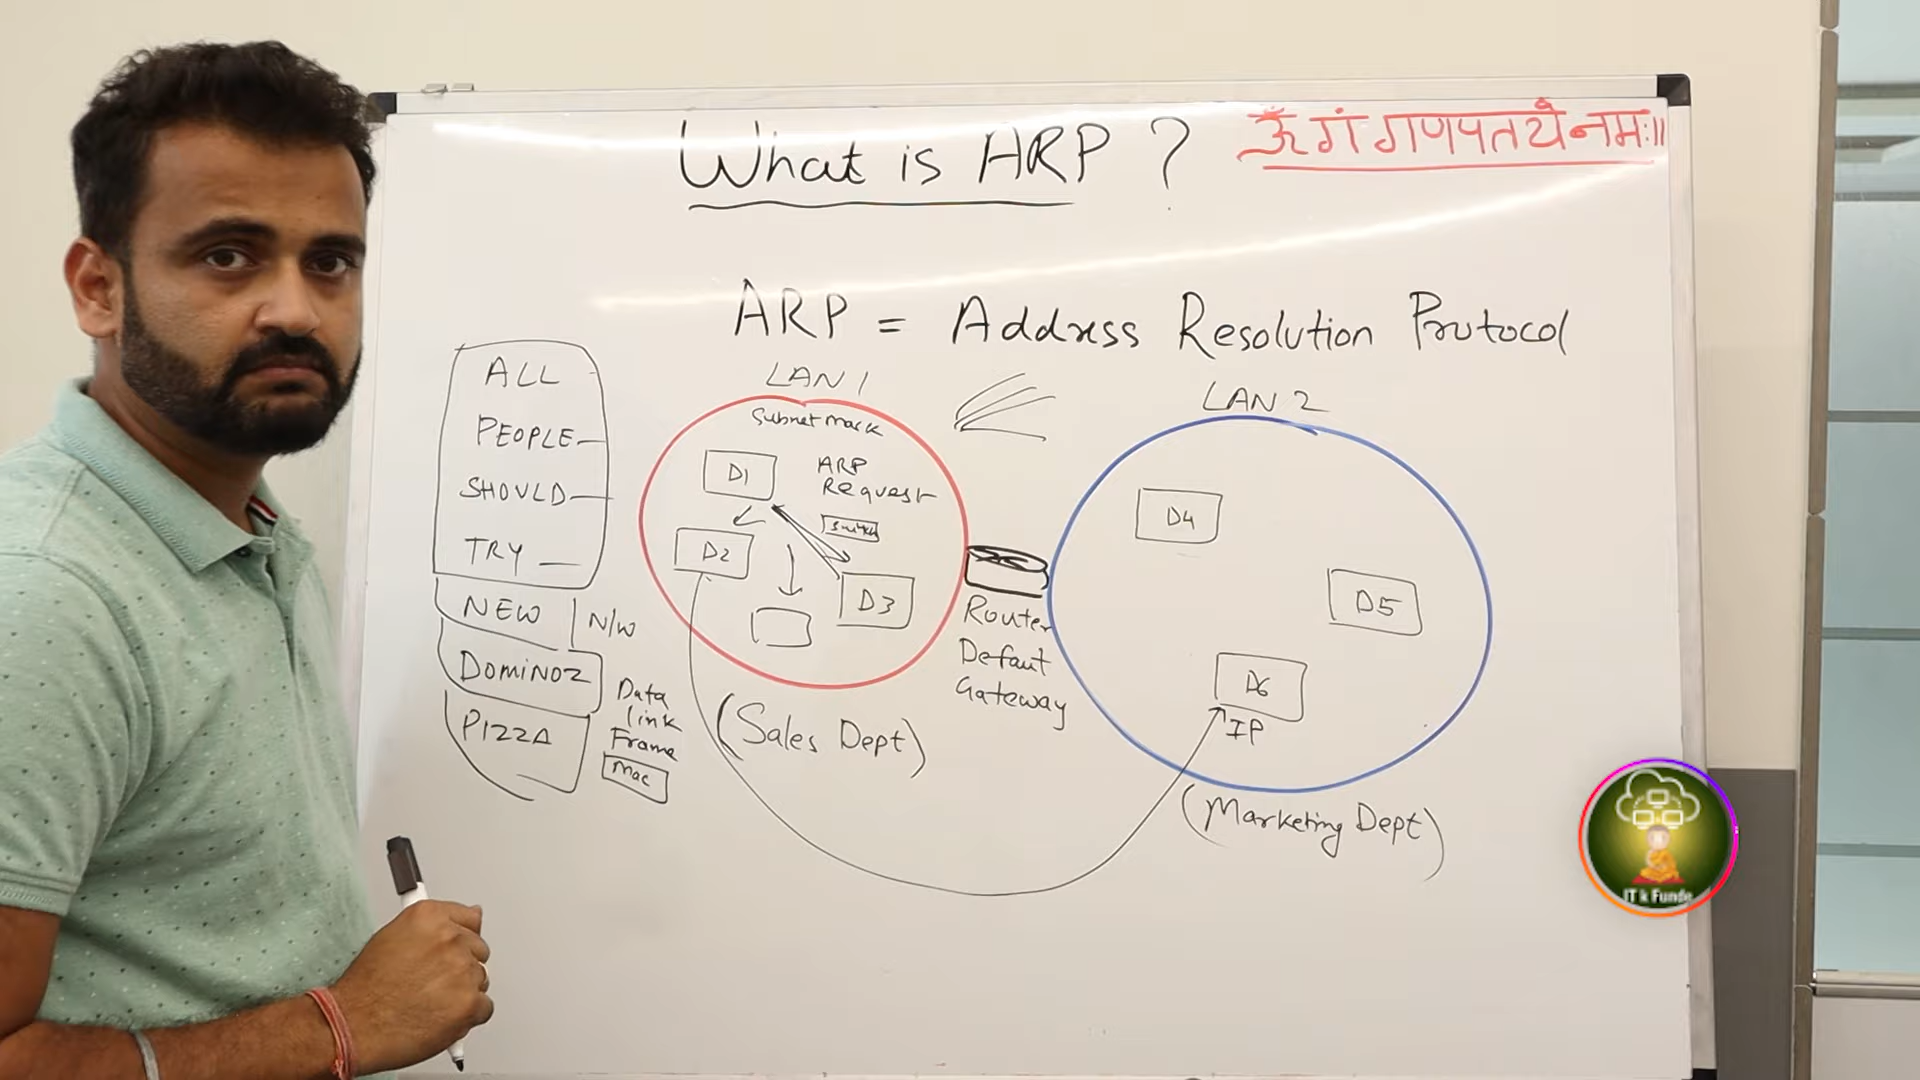 What is ARP ?
ॐ गं गणपतये नमः॥
ARP = Address Resolution Protocol
ALL
PEOPLE
SHOULD
TRY
NEW
N/W
DOMINOZ
PIZZA
Data
link
Frame
Mac
LAN 1
Subnet mask
D1
ARP
Request
Switch
D2
D3
(Sales Dept)
Router
Defaut
Gateway
LAN 2
D4
D5
D6
IP
(Marketing Dept)
IT k Funde